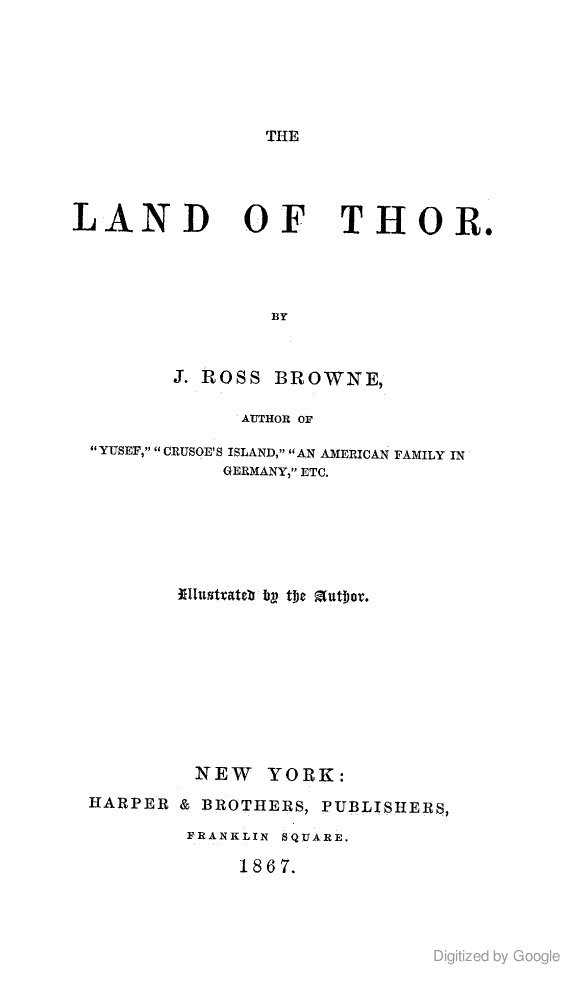 THE
LAND OF THOR.
BY
J. ROSS BROWNE,
AUTHOR OF
"YUSEF," "CRUSOE'S ISLAND," "AN AMERICAN FAMILY IN
GERMANY," ETC.
Illustrated by the Author.
NEW YORK:
HARPER & BROTHERS, PUBLISHERS,
FRANKLIN SQUARE.
1867.
Digitized by Google